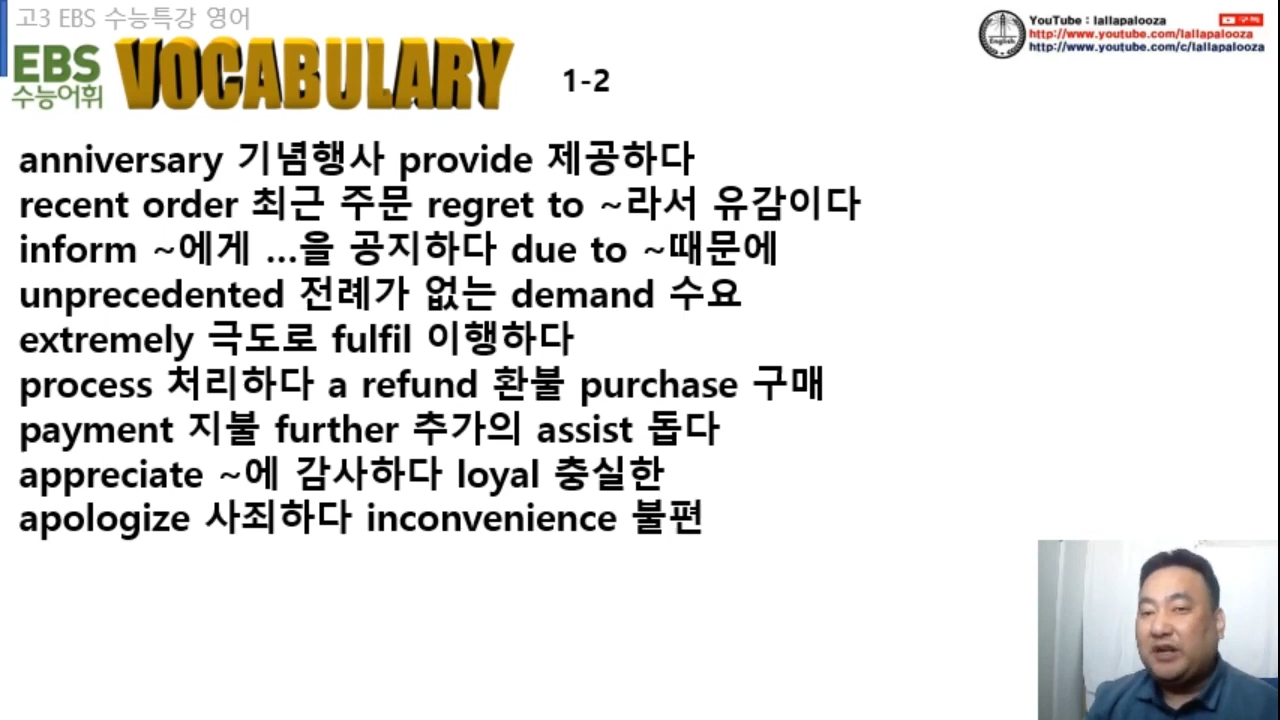 고3 EBS 수능특강 영어
EBS
수능어휘
VOCABULARY
1-2
English
YouTube : lallapalooza
구독
http://www.youtube.com/lallapalooza
http://www.youtube.com/c/lallapalooza
anniversary 기념행사 provide 제공하다
recent order 최근 주문 regret to ~라서 유감이다
inform ~에게 ...을 공지하다 due to ~때문에
unprecedented 전례가 없는 demand 수요
extremely 극도로 fulfil 이행하다
process 처리하다 a refund 환불 purchase 구매
payment 지불 further 추가의 assist 돕다
appreciate ~에 감사하다 loyal 충실한
apologize 사죄하다 inconvenience 불편